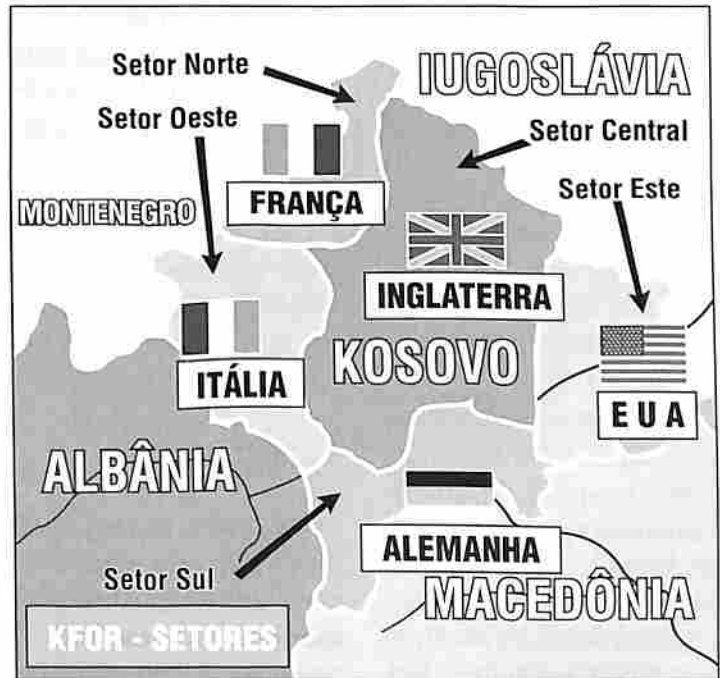 Setor Norte
IUGOSLÁVIA
Setor Oeste
Setor Central
FRANÇA
Setor Este
MONTENEGRO
INGLATERRA
ITÁLIA
KOSOVO
E U A
ALBÂNIA
ALEMANHA
Setor Sul
MACEDÔNIA
KFOR - SETORES